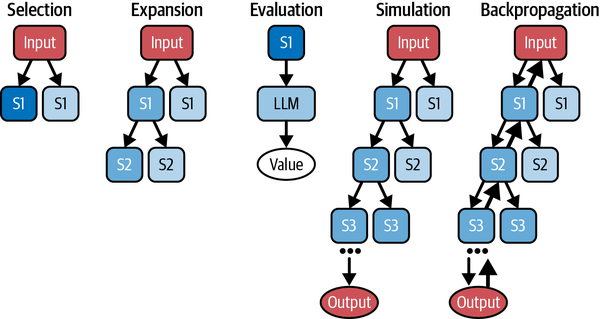 Selection
Input
S1 S1
Expansion
Input
S1 S1
S2 S2
Evaluation
S1
LLM
Value
Simulation
Input
S1 S1
S2 S2
S3 S3
•••
Output
Backpropagation
Input
S1 S1
S2 S2
S3 S3
•••
Output